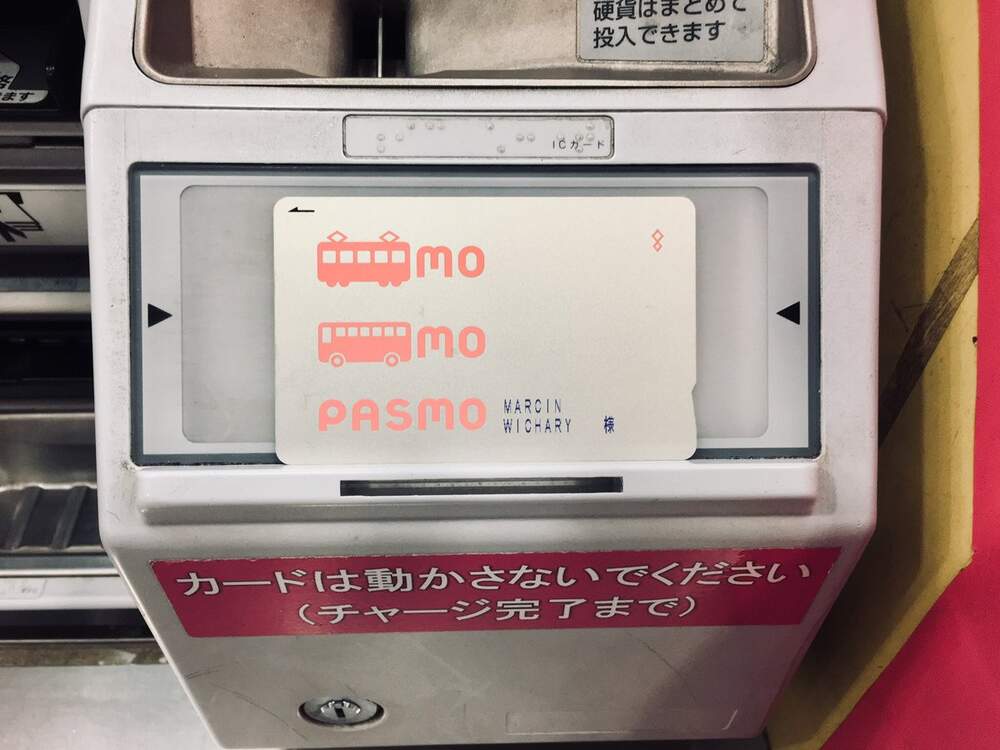 硬貨はまとめて
投入できます
ます
ICカード
mo
mo
PASMO
MARCIN
WICHARY 様
カードは動かさないでください
(チャージ完了まで)